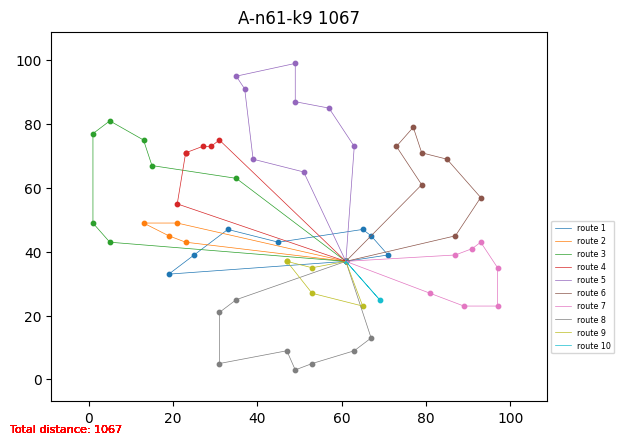 A-n61-k9 1067
100
80
60
40
20
0
0 20 40 60 80 100
route 1
route 2
route 3
route 4
route 5
route 6
route 7
route 8
route 9
route 10
Total distance: 1067